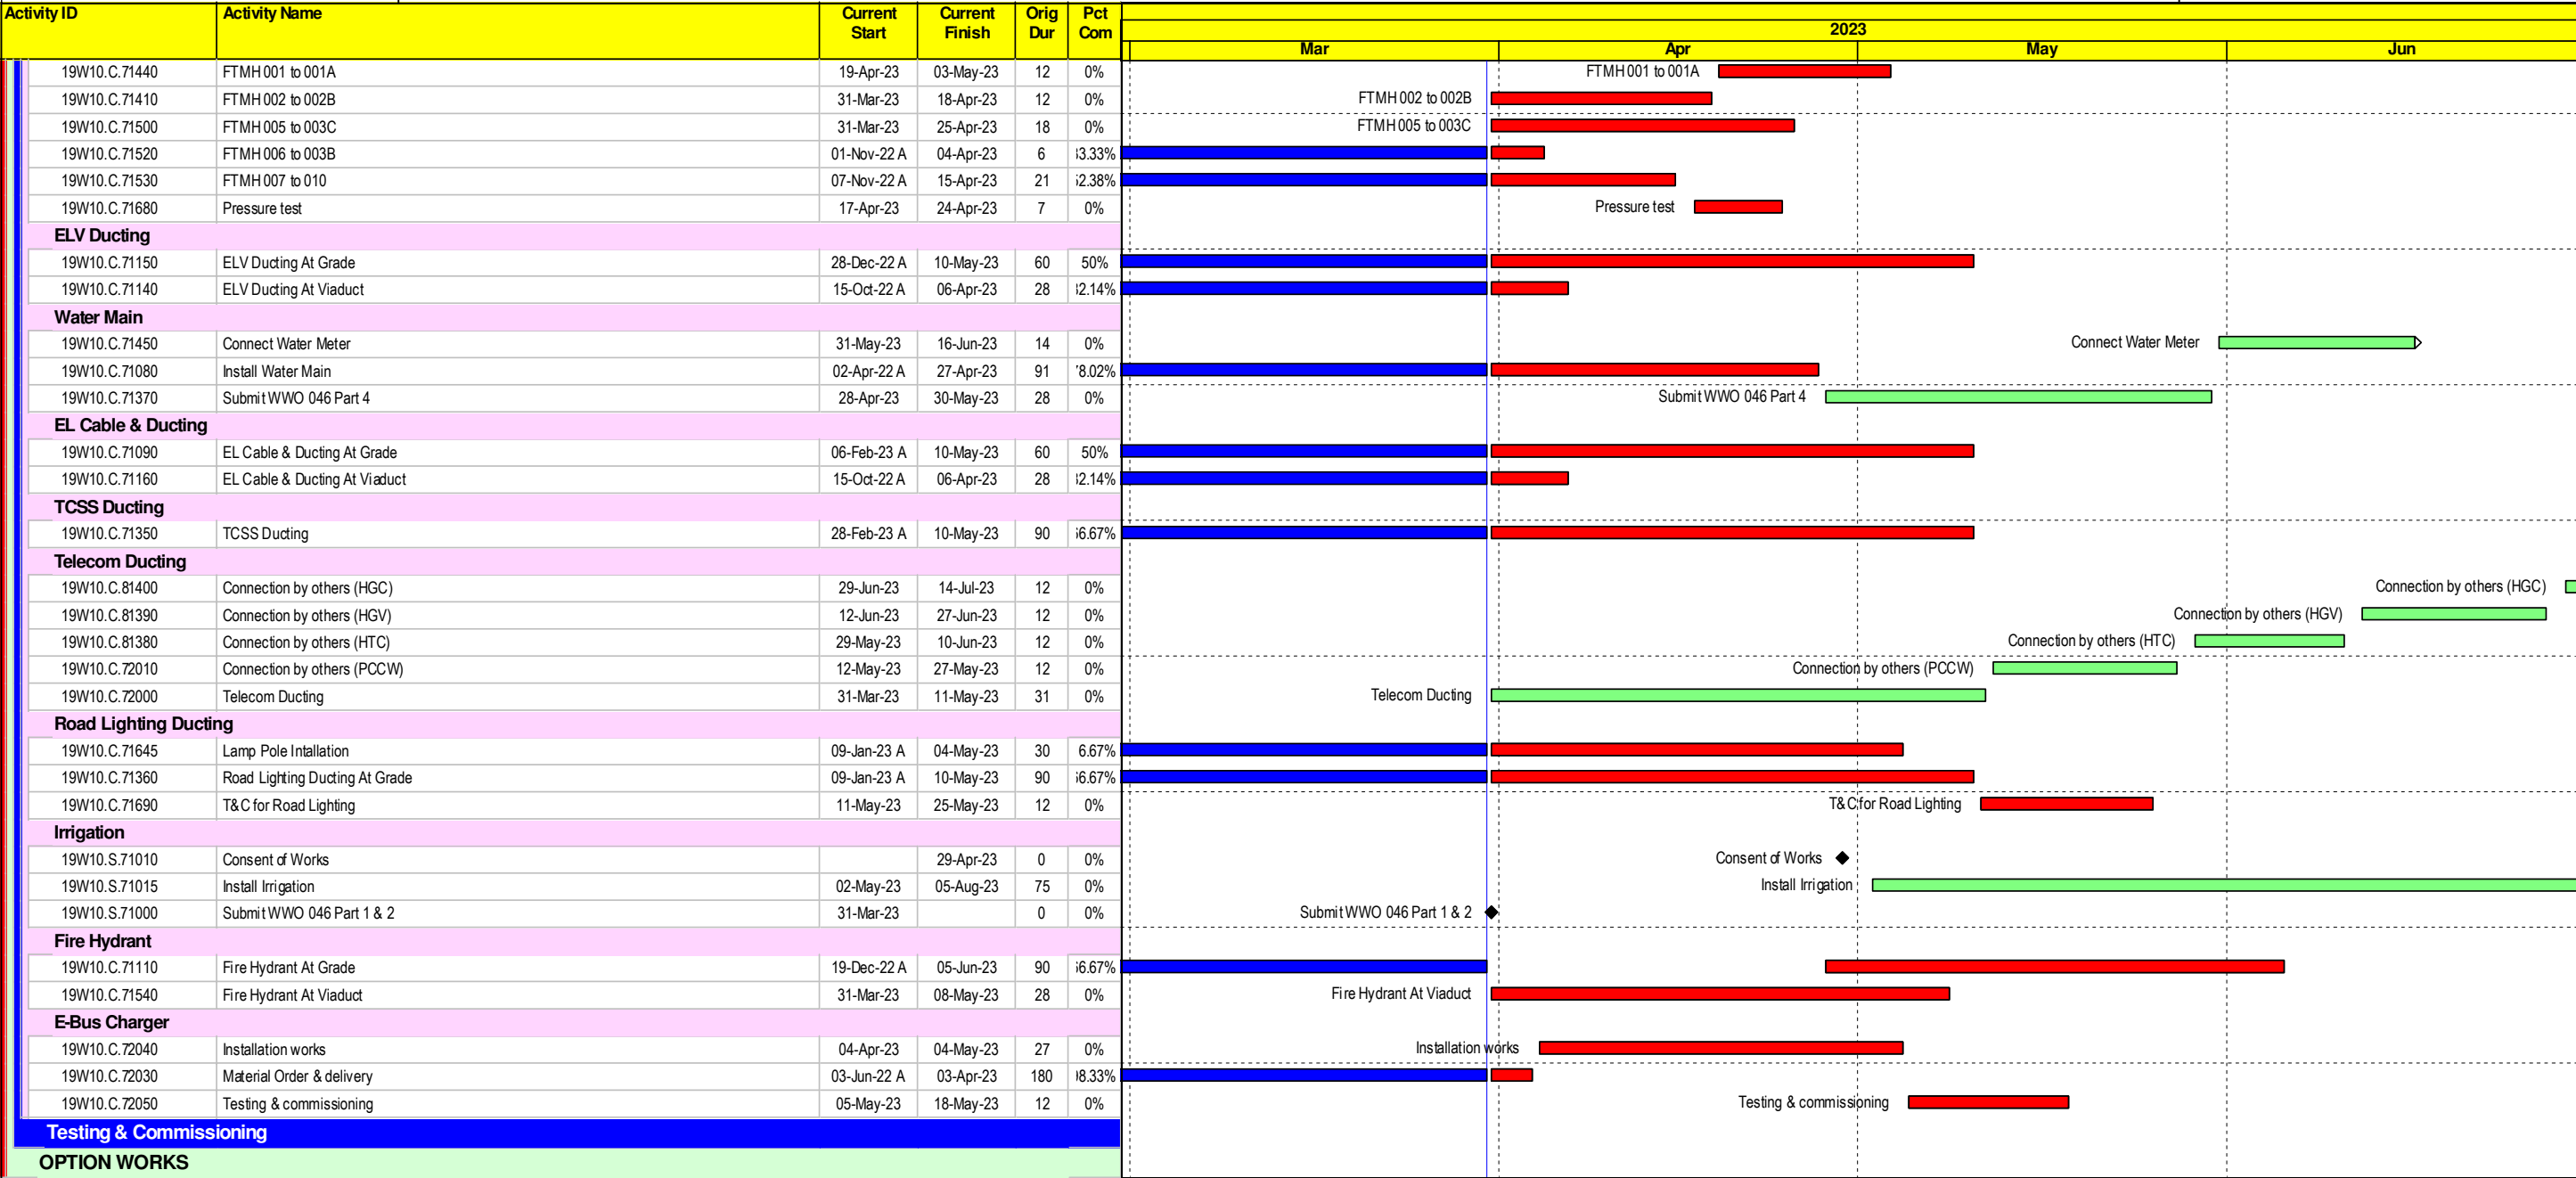 Activity ID Activity Name Current Start Current Finish Orig Dur Pct Com
2023
Mar Apr May Jun
19W10.C.71440 FTMH 001 to 001A 19-Apr-23 03-May-23 12 0% FTMH 001 to 001A
19W10.C.71410 FTMH 002 to 002B 31-Mar-23 18-Apr-23 12 0% FTMH 002 to 002B
19W10.C.71500 FTMH 005 to 003C 31-Mar-23 25-Apr-23 18 0% FTMH 005 to 003C
19W10.C.71520 FTMH 006 to 003B 01-Nov-22 A 04-Apr-23 6 3.33%
19W10.C.71530 FTMH 007 to 010 07-Nov-22 A 15-Apr-23 21 2.38%
19W10.C.71680 Pressure test 17-Apr-23 24-Apr-23 7 0% Pressure test
ELV Ducting
19W10.C.71150 ELV Ducting At Grade 28-Dec-22 A 10-May-23 60 50%
19W10.C.71140 ELV Ducting At Viaduct 15-Oct-22 A 06-Apr-23 28 2.14%
Water Main
19W10.C.71450 Connect Water Meter 31-May-23 16-Jun-23 14 0% Connect Water Meter
19W10.C.71080 Install Water Main 02-Apr-22 A 27-Apr-23 91 8.02%
19W10.C.71370 Submit WWO 046 Part 4 28-Apr-23 30-May-23 28 0% Submit WWO 046 Part 4
EL Cable & Ducting
19W10.C.71090 EL Cable & Ducting At Grade 06-Feb-23 A 10-May-23 60 50%
19W10.C.71160 EL Cable & Ducting At Viaduct 15-Oct-22 A 06-Apr-23 28 2.14%
TCSS Ducting
19W10.C.71350 TCSS Ducting 28-Feb-23 A 10-May-23 90 6.67%
Telecom Ducting
19W10.C.81400 Connection by others (HGC) 29-Jun-23 14-Jul-23 12 0% Connection by others (HGC)
19W10.C.81390 Connection by others (HGV) 12-Jun-23 27-Jun-23 12 0% Connection by others (HGV)
19W10.C.81380 Connection by others (HTC) 29-May-23 10-Jun-23 12 0% Connection by others (HTC)
19W10.C.72010 Connection by others (PCCW) 12-May-23 27-May-23 12 0% Connection by others (PCCW)
19W10.C.72000 Telecom Ducting 31-Mar-23 11-May-23 31 0% Telecom Ducting
Road Lighting Ducting
19W10.C.71645 Lamp Pole Intallation 09-Jan-23 A 04-May-23 30 6.67%
19W10.C.71360 Road Lighting Ducting At Grade 09-Jan-23 A 10-May-23 90 6.67%
19W10.C.71690 T&C for Road Lighting 11-May-23 25-May-23 12 0% T&C for Road Lighting
Irrigation
19W10.S.71010 Consent of Works 29-Apr-23 0 0% Consent of Works
19W10.S.71015 Install Irrigation 02-May-23 05-Aug-23 75 0% Install Irrigation
19W10.S.71000 Submit WWO 046 Part 1 & 2 31-Mar-23 0 0% Submit WWO 046 Part 1 & 2
Fire Hydrant
19W10.C.71110 Fire Hydrant At Grade 19-Dec-22 A 05-Jun-23 90 6.67%
19W10.C.71540 Fire Hydrant At Viaduct 31-Mar-23 08-May-23 28 0% Fire Hydrant At Viaduct
E-Bus Charger
19W10.C.72040 Installation works 04-Apr-23 04-May-23 27 0% Installation works
19W10.C.72030 Material Order & delivery 03-Jun-22 A 03-Apr-23 180 8.33%
19W10.C.72050 Testing & commissioning 05-May-23 18-May-23 12 0% Testing & commissioning
Testing & Commissioning
OPTION WORKS